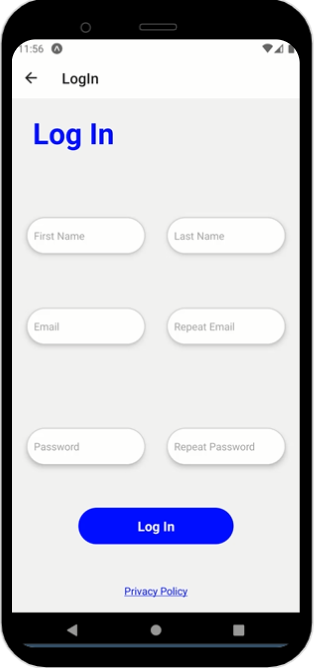 11:56
LogIn
Log In
First Name Last Name
Email Repeat Email
Password Repeat Password
Log In
Privacy Policy